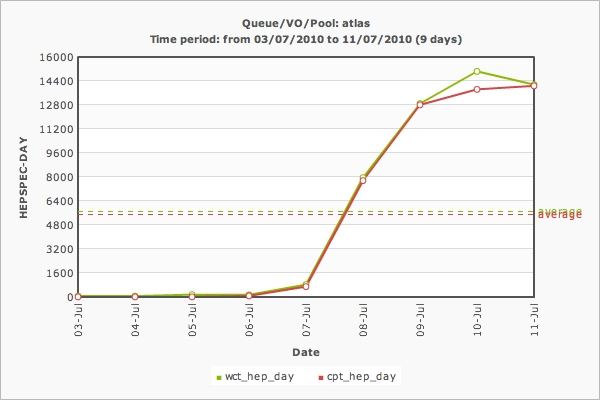 Queue/VO/Pool: atlas
Time period: from 03/07/2010 to 11/07/2010 (9 days)
16000
14400
12800
11200
9600
8000
6400
4800
3200
1600
0
HEPSPEC-DAY
average
average
03-Jul
04-Jul
05-Jul
06-Jul
07-Jul
08-Jul
09-Jul
10-Jul
11-Jul
Date
wct_hep_day cpt_hep_day